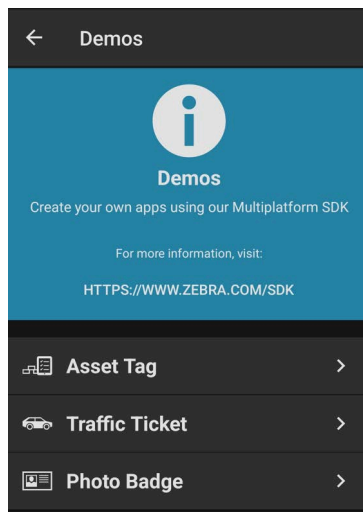 Demos
Demos
Create your own apps using our Multiplatform SDK
For more information, visit:
HTTPS://WWW.ZEBRA.COM/SDK
Asset Tag
Traffic Ticket
Photo Badge